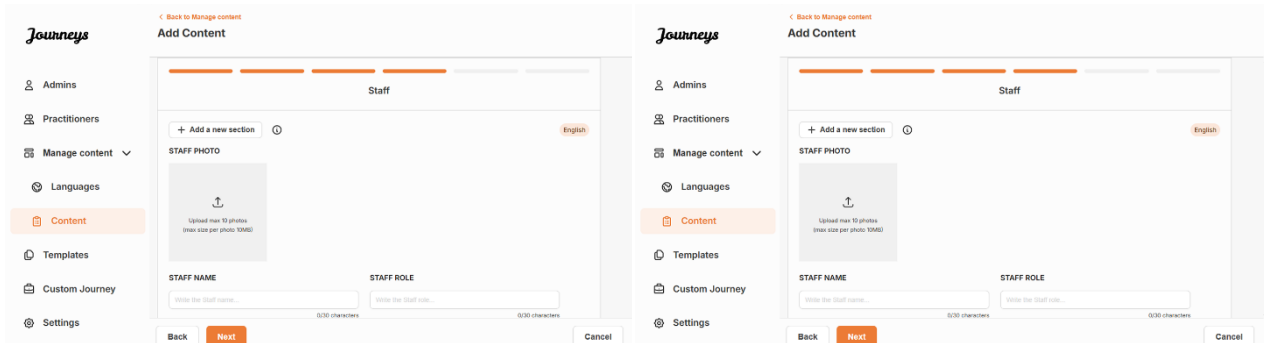 Journeys
Admins
Practitioners
Manage content
Languages
Content
Templates
Custom Journey
Settings
< Back to Manage content
Add Content
Staff
+ Add a new section
English
STAFF PHOTO
Upload max 10 photos
(max size per photo 10MB)
STAFF NAME
STAFF ROLE
Write the Staff name...
Write the Staff role...
0/30 characters
0/30 characters
Back
Next
Cancel
Journeys
Admins
Practitioners
Manage content
Languages
Content
Templates
Custom Journey
Settings
< Back to Manage content
Add Content
Staff
+ Add a new section
English
STAFF PHOTO
Upload max 10 photos
(max size per photo 10MB)
STAFF NAME
STAFF ROLE
Write the Staff name...
Write the Staff role...
0/30 characters
0/30 characters
Back
Next
Cancel